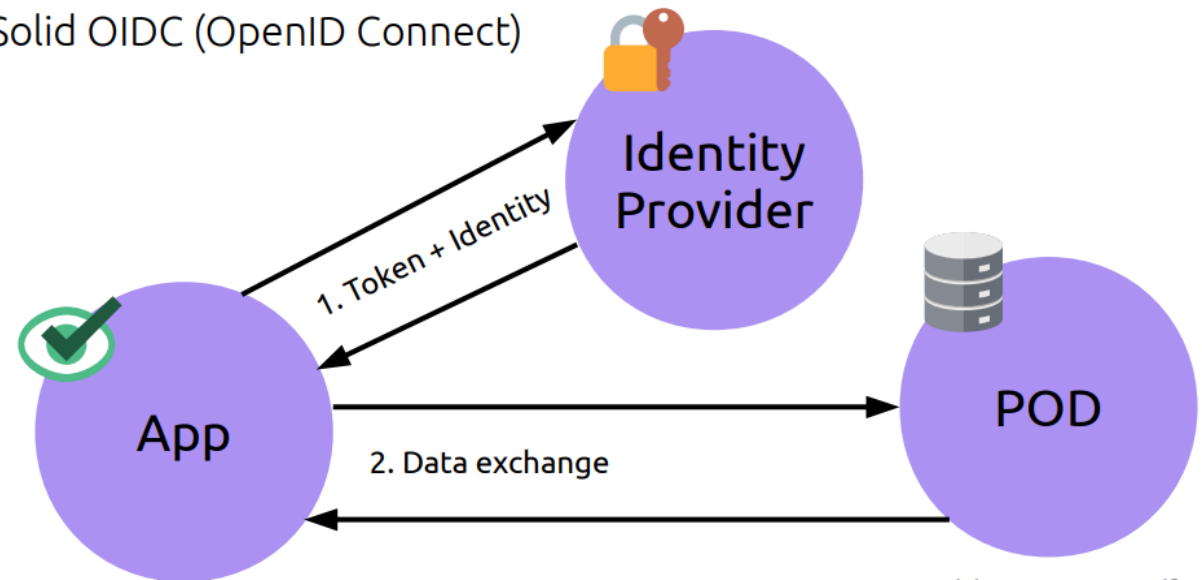 Solid OIDC (OpenID Connect)
Identity
Provider
1. Token + Identity
POD
App
2. Data exchange